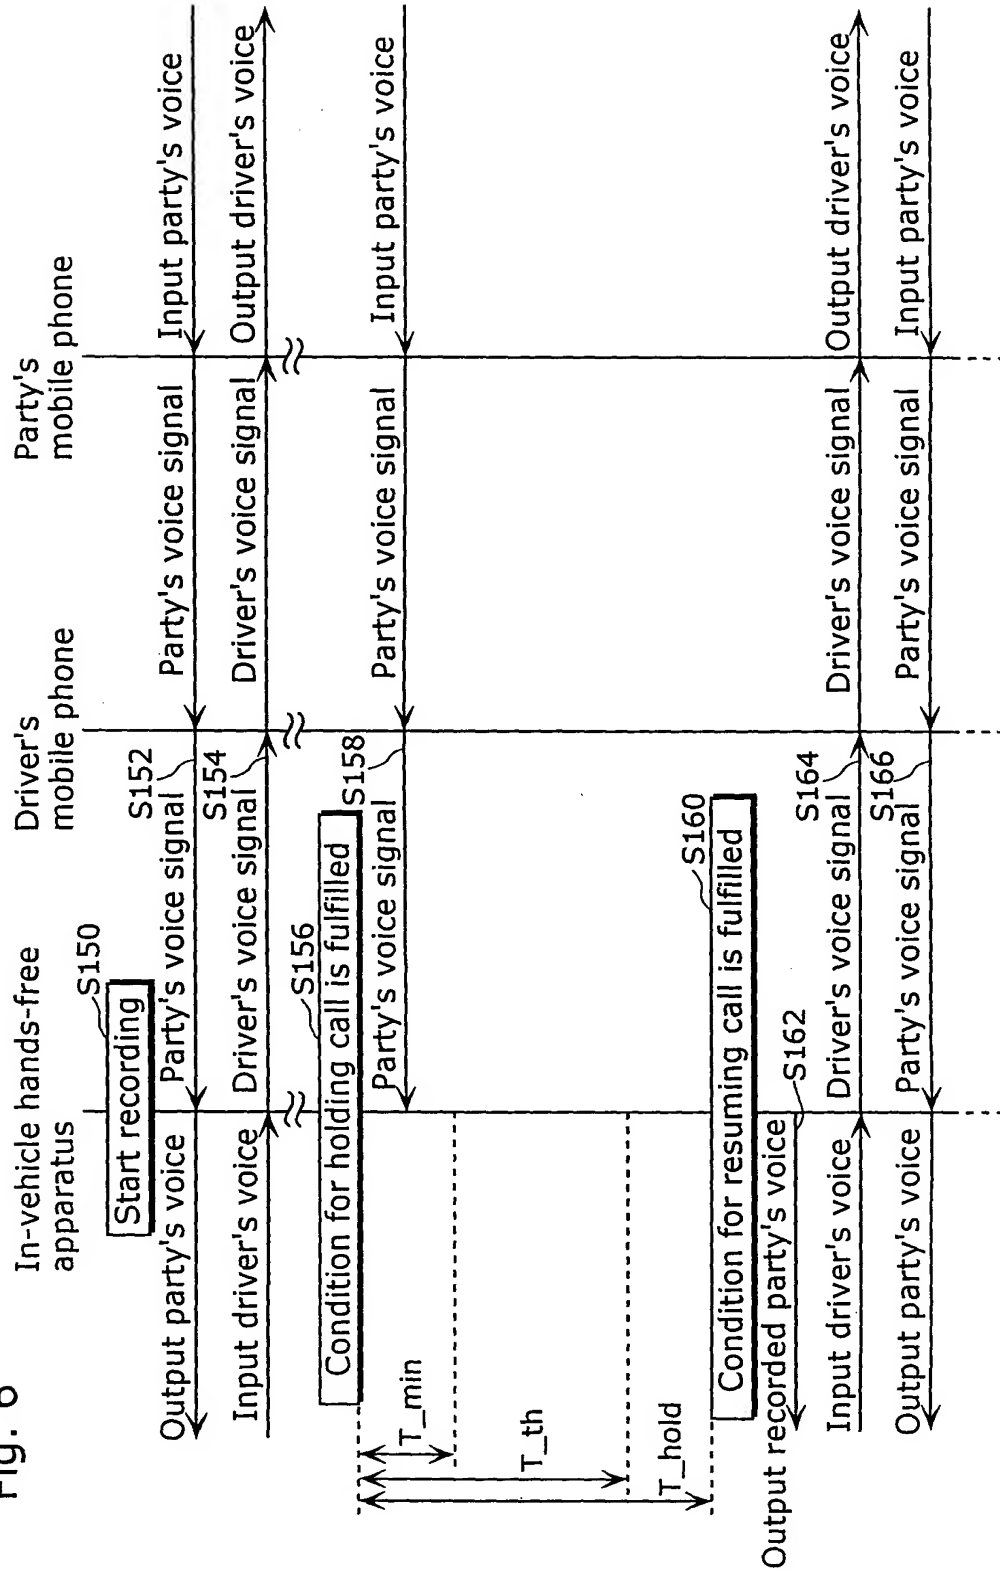 Fig. 6
In-vehicle hands-free
apparatus
Driver's
mobile phone
Party's
mobile phone
S150
Start recording
S152
Output party's voice
Party's voice signal
Party's voice signal
Input party's voice
S154
Input driver's voice
Driver's voice signal
Driver's voice signal
Output driver's voice
S156
Condition for holding call is fulfilled
S158
Party's voice signal
Party's voice signal
Input party's voice
T_min
T_th
T_hold
S160
Condition for resuming call is fulfilled
Output recorded party's voice
S162
S164
Input driver's voice
Driver's voice signal
Driver's voice signal
Output driver's voice
S166
Output party's voice
Party's voice signal
Party's voice signal
Input party's voice